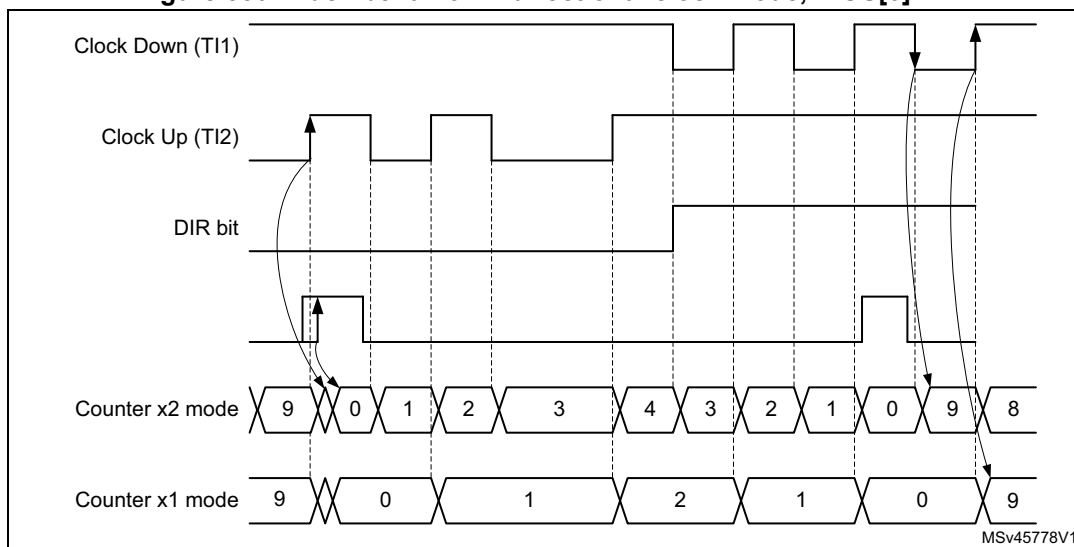 Clock Down (TI1)
Clock Up (TI2)
DIR bit
Counter x2 mode 9 0 1 2 3 4 3 2 1 0 9 8
Counter x1 mode 9 0 1 2 1 0 9
MSv45778V1